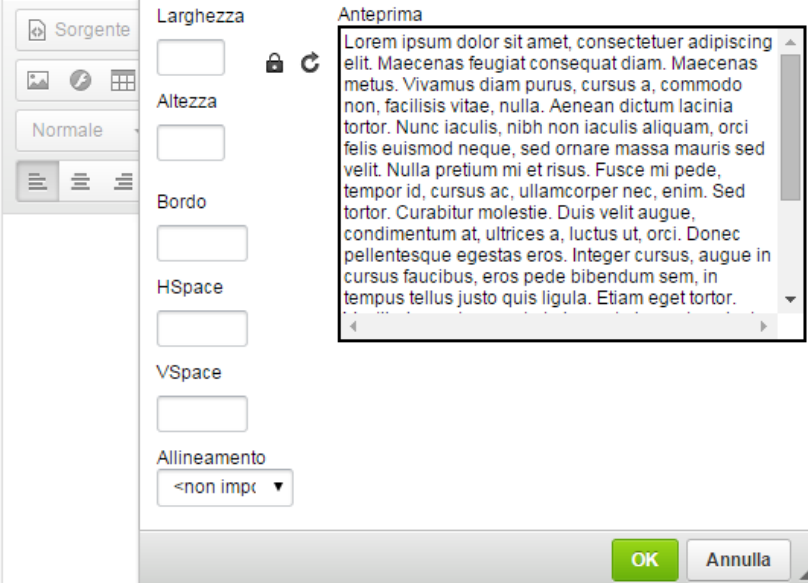 Sorgente
Normale
Larghezza
Altezza
Bordo
HSpace
VSpace
Allineamento
<non impo
Anteprima
Lorem ipsum dolor sit amet, consectetuer adipiscing
elit. Maecenas feugiat consequat diam. Maecenas
metus. Vivamus diam purus, cursus a, commodo
non, facilisis vitae, nulla. Aenean dictum lacinia
tortor. Nunc iaculis, nibh non iaculis aliquam, orci
felis euismod neque, sed ornare massa mauris sed
velit. Nulla pretium mi et risus. Fusce mi pede,
tempor id, cursus ac, ullamcorper nec, enim. Sed
tortor. Curabitur molestie. Duis velit augue,
condimentum at, ultrices a, luctus ut, orci. Donec
pellentesque egestas eros. Integer cursus, augue in
cursus faucibus, eros pede bibendum sem, in
tempus tellus justo quis ligula. Etiam eget tortor.
OK
Annulla